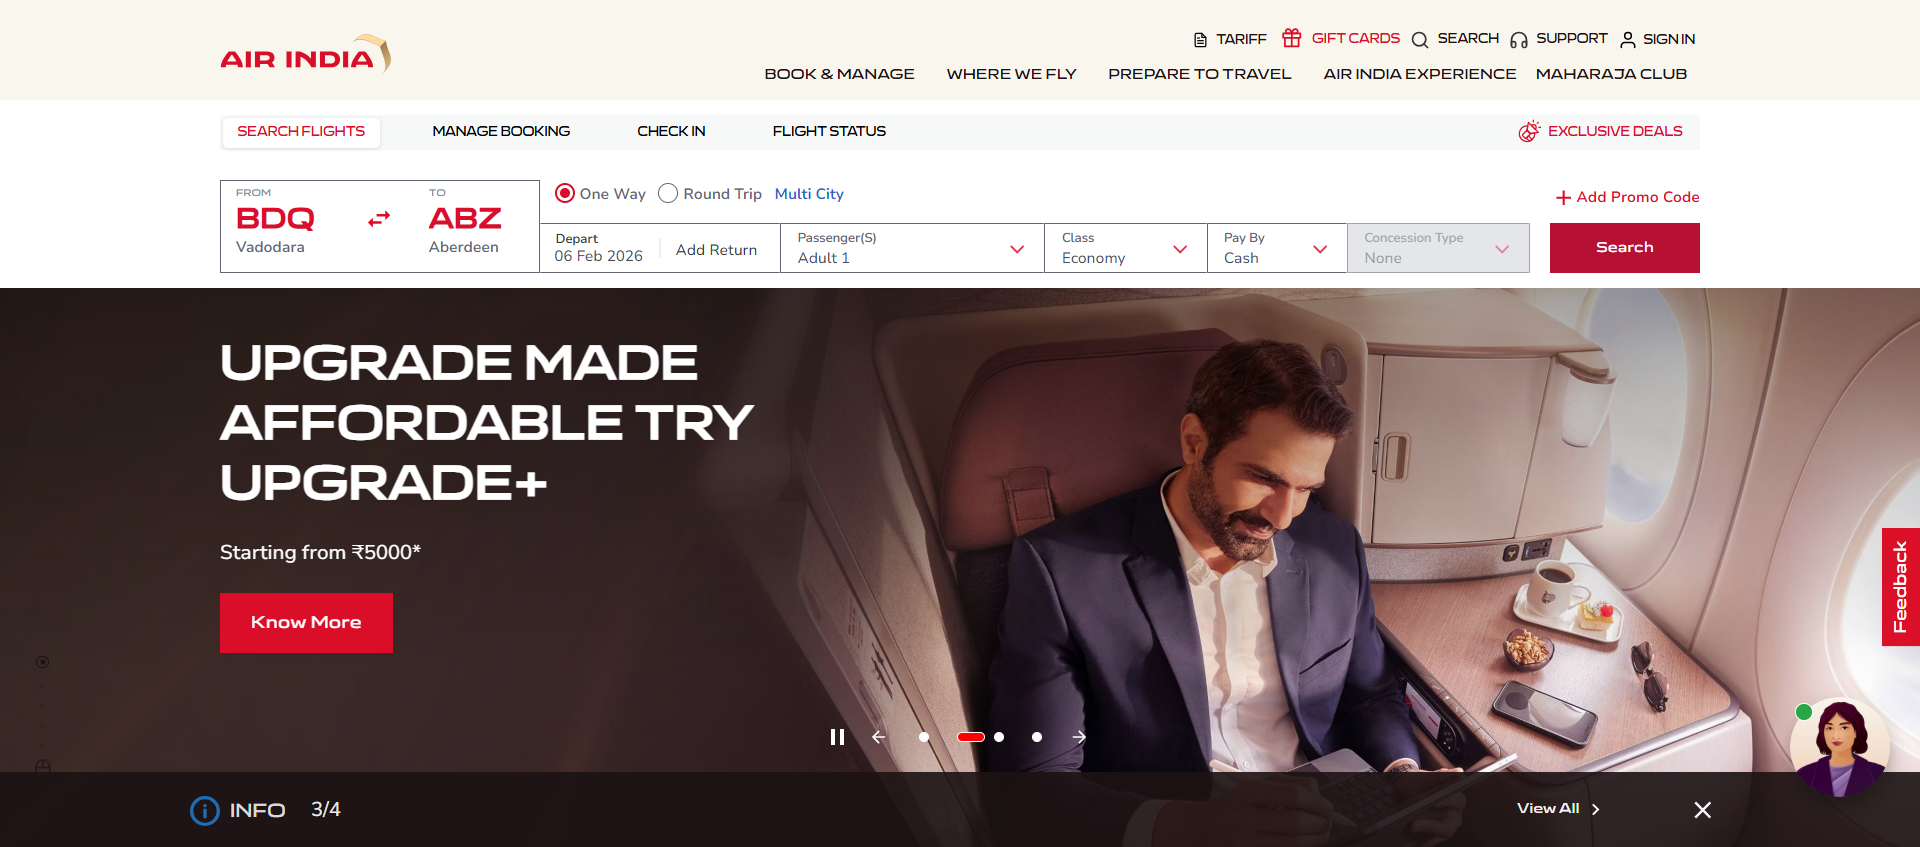 AIR INDIA
TARIFF
GIFT CARDS
SEARCH
SUPPORT
SIGN IN
BOOK & MANAGE
WHERE WE FLY
PREPARE TO TRAVEL
AIR INDIA EXPERIENCE
MAHARAJA CLUB
SEARCH FLIGHTS
MANAGE BOOKING
CHECK IN
FLIGHT STATUS
EXCLUSIVE DEALS
FROM
BDQ
Vadodara
TO
ABZ
Aberdeen
One Way
Round Trip
Multi City
Add Promo Code
Depart
06 Feb 2026
Add Return
Passenger(S)
Adult 1
Class
Economy
Pay By
Cash
Concession Type
None
Search
UPGRADE MADE
AFFORDABLE TRY
UPGRADE+
Starting from ₹5000*
Know More
Feedback
INFO
3/4
View All